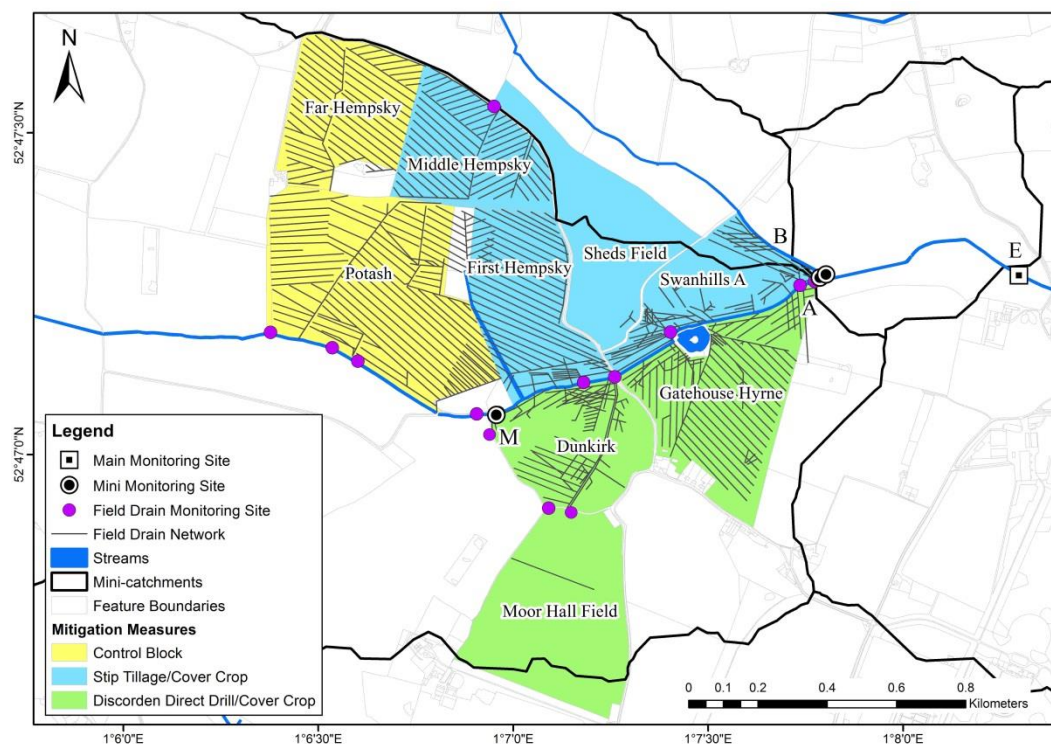 N
52°47'30"N
52°47'0"N
Far Hempsky
Middle Hempsky
Sheds Field
B
Potash
First Hempsky
Swanhills A
E
A
Gatehouse Hyrne
M
Dunkirk
Moor Hall Field
Legend
Main Monitoring Site
Mini Monitoring Site
Field Drain Monitoring Site
Field Drain Network
Streams
Mini-catchments
Feature Boundaries
Mitigation Measures
Control Block
Stip Tillage/Cover Crop
Discorden Direct Drill/Cover Crop
0 0.1 0.2 0.4 0.6 0.8
Kilometers
1°6'0"E 1°6'30"E 1°7'0"E 1°7'30"E 1°8'0"E